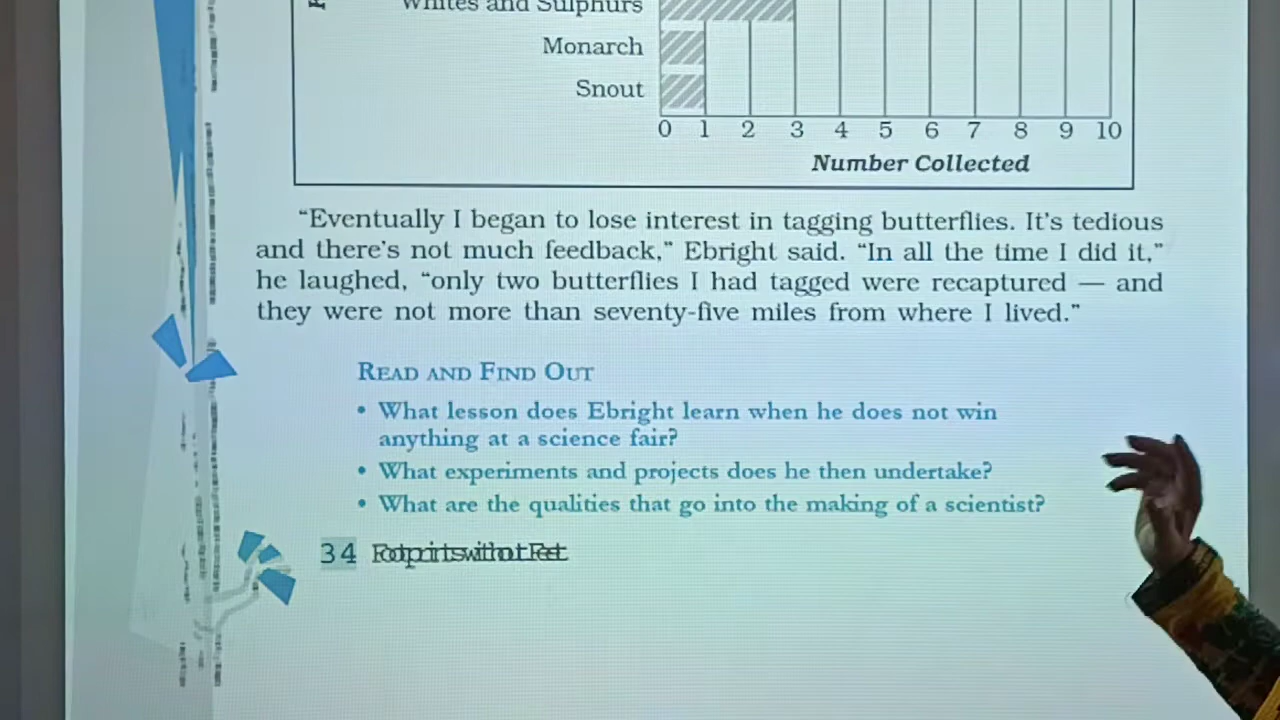 Whites and Sulphurs
Monarch
Snout
0 1 2 3 4 5 6 7 8 9 10
Number Collected
“Eventually I began to lose interest in tagging butterflies. It’s tedious
and there’s not much feedback,” Ebright said. “In all the time I did it,”
he laughed, “only two butterflies I had tagged were recaptured — and
they were not more than seventy-five miles from where I lived.”
READ AND FIND OUT
• What lesson does Ebright learn when he does not win
anything at a science fair?
• What experiments and projects does he then undertake?
• What are the qualities that go into the making of a scientist?
34 Footprints without Feet